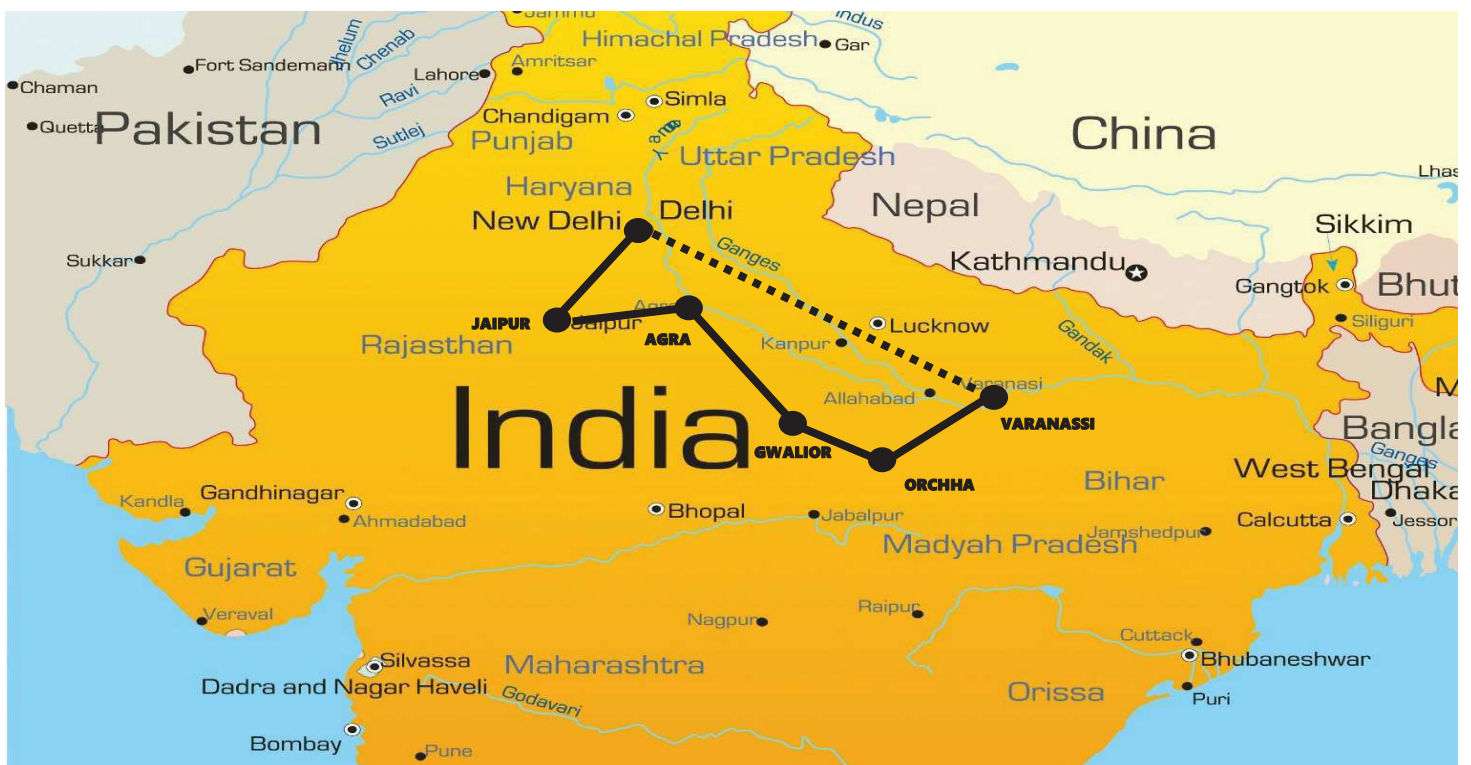 Jammu
Indus
Himachal Pradesh
Gar
Jhelum
Chenab
Fort Sandemann
Lahore
Amritsar
Chaman
Ravi
Simla
Quetta
Pakistan
Sutlej
Chandigam
Punjab
China
Uttar Pradesh
Haryana
Lhas
Nepal
New Delhi
Delhi
Sikkim
Ganges
Sukkar
Kathmandu
Gangtok
Bhut
Agra
Siliguri
JAIPUR
Jaipur
AGRA
Lucknow
Rajasthan
Kanpur
Gandak
Varanasi
Allahabad
M
India
VARANASSI
Bangla
GWALIOR
Ganges
ORCHHA
Bihar
West Bengal
Dhaka
Kandla
Gandhinagar
Ahmadabad
Bhopal
Jabalpur
Calcutta
Jessor
Jamshedpur
Madyah Pradesh
Gujarat
Veraval
Nagpur
Raipur
Cuttack
Silvassa
Maharashtra
Bhubaneshwar
Dadra and Nagar Haveli
Godavari
Orissa
Puri
Bombay
Pune